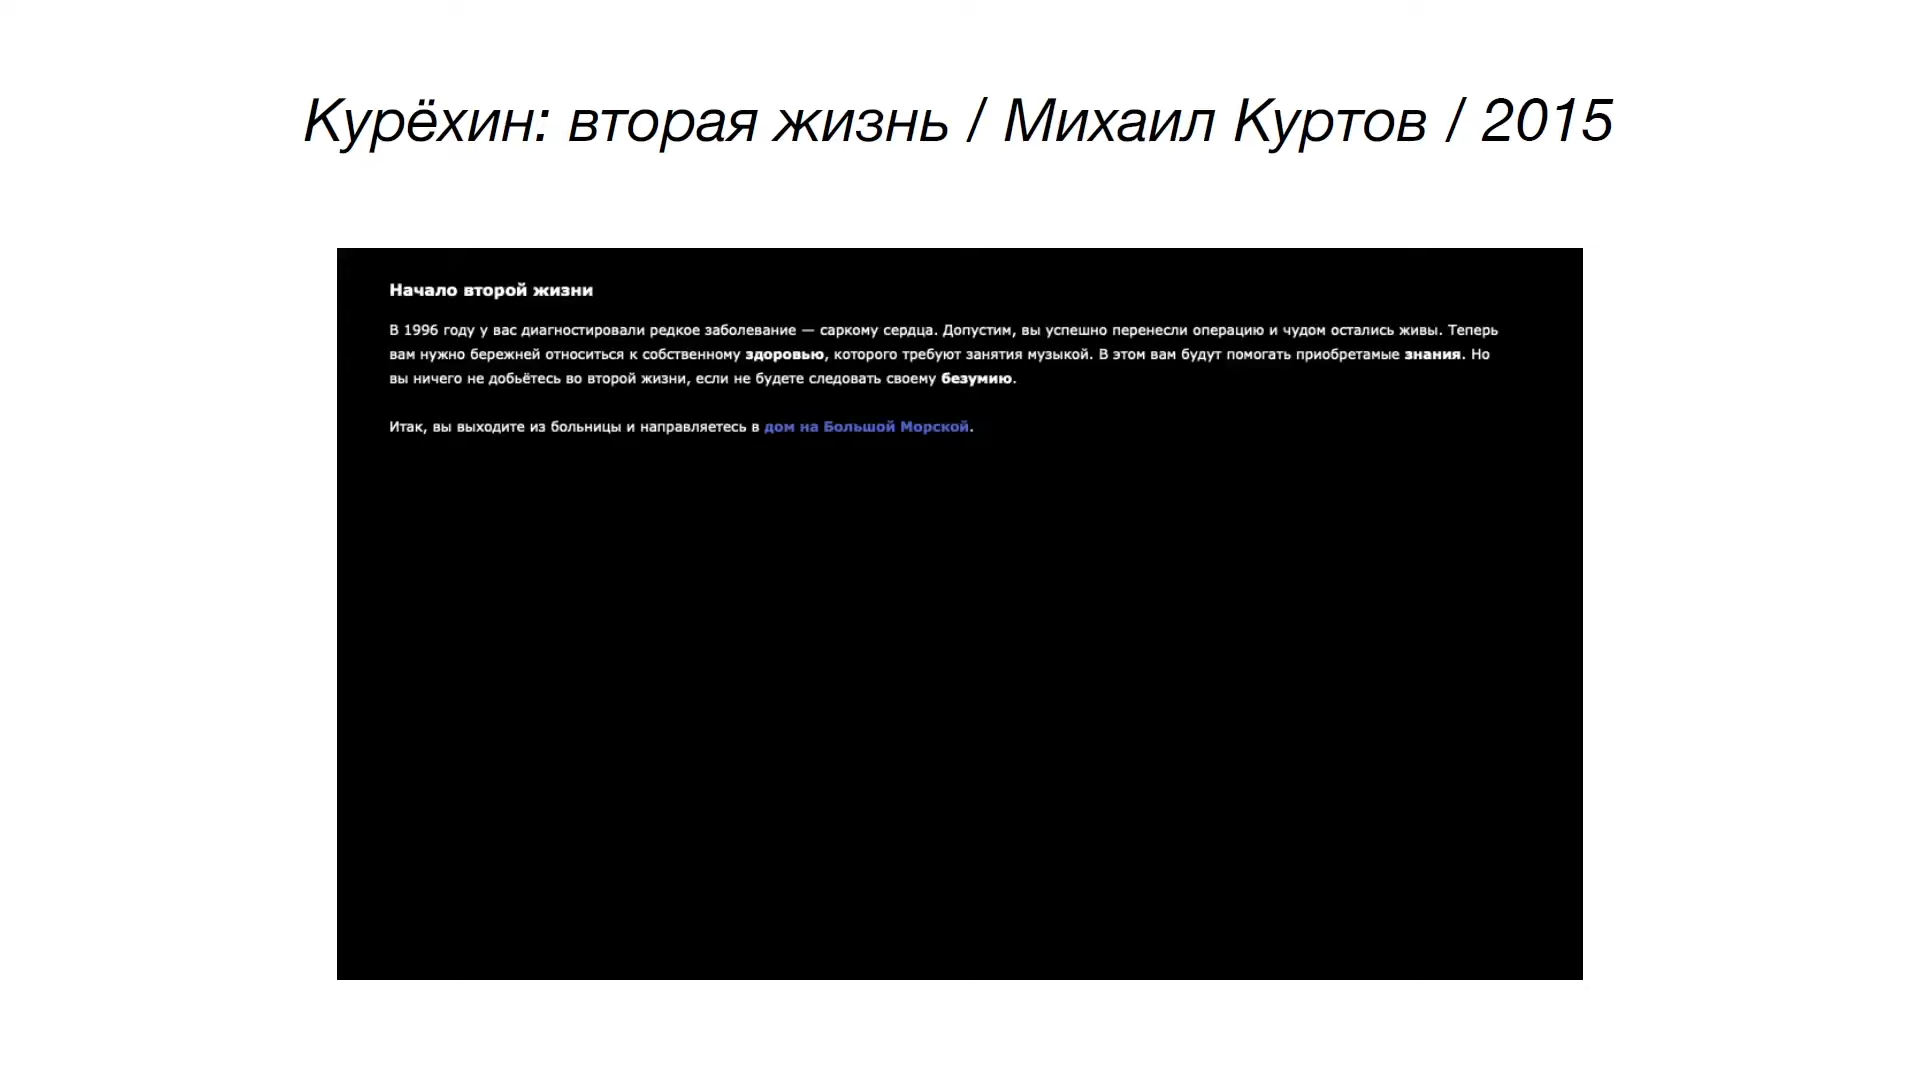 Курёхин: вторая жизнь / Михаил Куртов / 2015
Начало второй жизни
В 1996 году у вас диагностировали редкое заболевание — саркому сердца. Допустим, вы успешно перенесли операцию и чудом остались живы. Теперь
вам нужно бережней относиться к собственному здоровью, которого требуют занятия музыкой. В этом вам будут помогать приобретамые знания. Но
вы ничего не добьётесь во второй жизни, если не будете следовать своему безумию.
Итак, вы выходите из больницы и направляетесь в дом на Большой Морской.